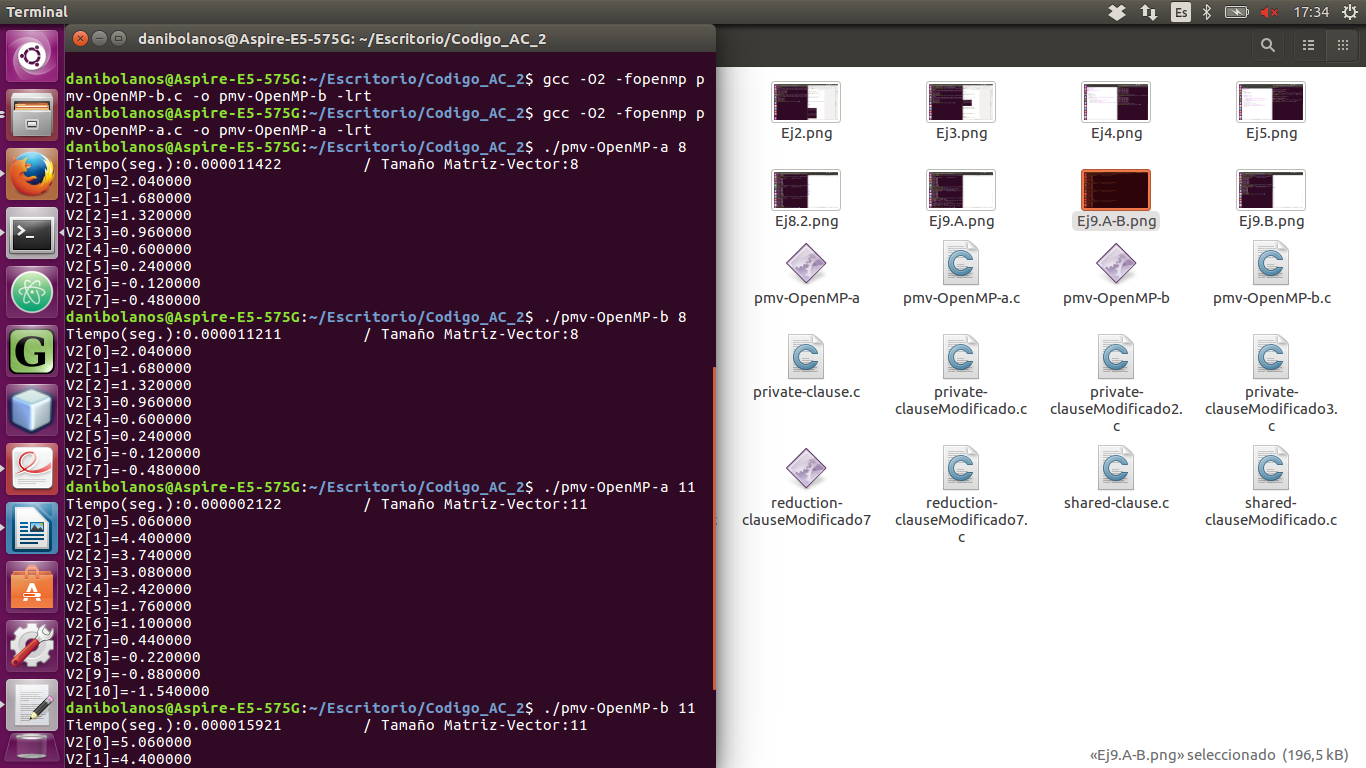 Terminal
Es
17:34
danibolanos@Aspire-E5-575G: ~/Escritorio/Codigo_AC_2
danibolanos@Aspire-E5-575G:~/Escritorio/Codigo_AC_2$ gcc -O2 -fopenmp p
mv-OpenMP-b.c -o pmv-OpenMP-b -lrt
danibolanos@Aspire-E5-575G:~/Escritorio/Codigo_AC_2$ gcc -O2 -fopenmp p
mv-OpenMP-a.c -o pmv-OpenMP-a -lrt
danibolanos@Aspire-E5-575G:~/Escritorio/Codigo_AC_2$ ./pmv-OpenMP-a 8
Tiempo(seg.):0.000011422 / Tamaño Matriz-Vector:8
V2[0]=2.040000
V2[1]=1.680000
V2[2]=1.320000
V2[3]=0.960000
V2[4]=0.600000
V2[5]=0.240000
V2[6]=-0.120000
V2[7]=-0.480000
danibolanos@Aspire-E5-575G:~/Escritorio/Codigo_AC_2$ ./pmv-OpenMP-b 8
Tiempo(seg.):0.000011211 / Tamaño Matriz-Vector:8
V2[0]=2.040000
V2[1]=1.680000
V2[2]=1.320000
V2[3]=0.960000
V2[4]=0.600000
V2[5]=0.240000
V2[6]=-0.120000
V2[7]=-0.480000
danibolanos@Aspire-E5-575G:~/Escritorio/Codigo_AC_2$ ./pmv-OpenMP-a 11
Tiempo(seg.):0.000002122 / Tamaño Matriz-Vector:11
V2[0]=5.060000
V2[1]=4.400000
V2[2]=3.740000
V2[3]=3.080000
V2[4]=2.420000
V2[5]=1.760000
V2[6]=1.100000
V2[7]=0.440000
V2[8]=-0.220000
V2[9]=-0.880000
V2[10]=-1.540000
danibolanos@Aspire-E5-575G:~/Escritorio/Codigo_AC_2$ ./pmv-OpenMP-b 11
Tiempo(seg.):0.000015921 / Tamaño Matriz-Vector:11
V2[0]=5.060000
V2[1]=4.400000
Ej2.png
Ej3.png
Ej4.png
Ej5.png
Ej8.2.png
Ej9.A.png
Ej9.A-B.png
Ej9.B.png
pmv-OpenMP-a
pmv-OpenMP-a.c
pmv-OpenMP-b
pmv-OpenMP-b.c
private-clause.c
private-
clauseModificado.c
private-
clauseModificado2.
c
private-
clauseModificado3.
c
reduction-
clauseModificado7
reduction-
clauseModificado7.
c
shared-clause.c
shared-
clauseModificado.c
«Ej9.A-B.png» seleccionado (196,5 kB)